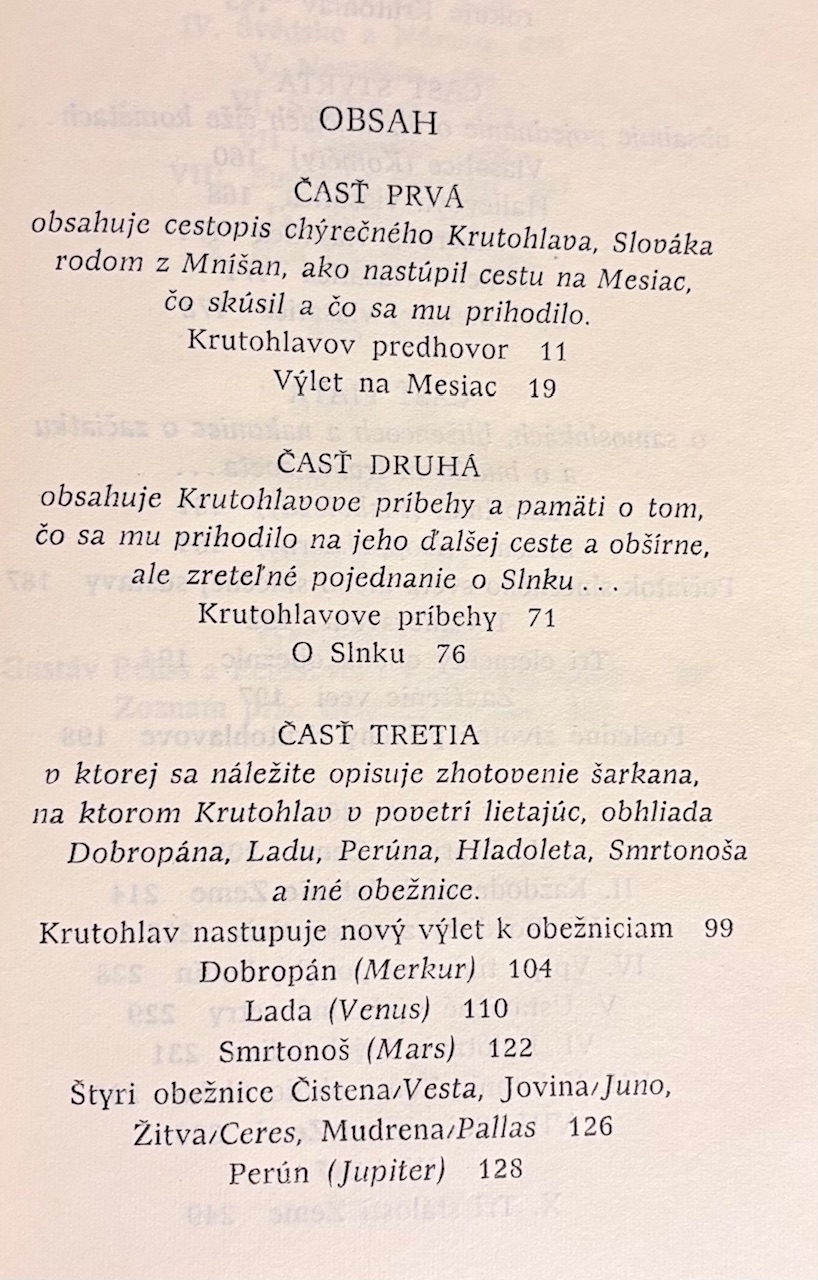 OBSAH
ČASŤ PRVÁ
obsahuje cestopis chýrečného Krutohlava, Slováka
rodom z Mníšan, ako nastúpil cestu na Mesiac,
čo skúsil a čo sa mu prihodilo.
Krutohlavov predhovor 11
Výlet na Mesiac 19
ČASŤ DRUHÁ
obsahuje Krutohlavove príbehy a pamäti o tom,
čo sa mu prihodilo na jeho ďalšej ceste a obšírne,
ale zreteľné pojednanie o Slnku...
Krutohlavove príbehy 71
O Slnku 76
ČASŤ TRETIA
v ktorej sa náležite opisuje zhotovenie šarkana,
na ktorom Krutohlav v povetrí lietajúc, obhliada
Dobropána, Ladu, Perúna, Hladoleta, Smrtonoša
a iné obežnice.
Krutohlav nastupuje nový výlet k obežniciam 99
Dobropán (Merkur) 104
Lada (Venus) 110
Smrtonoš (Mars) 122
Štyri obežnice Čistena/Vesta, Jovina/Juno,
Žitva/Ceres, Mudrena/Pallas 126
Perún (Jupiter) 128